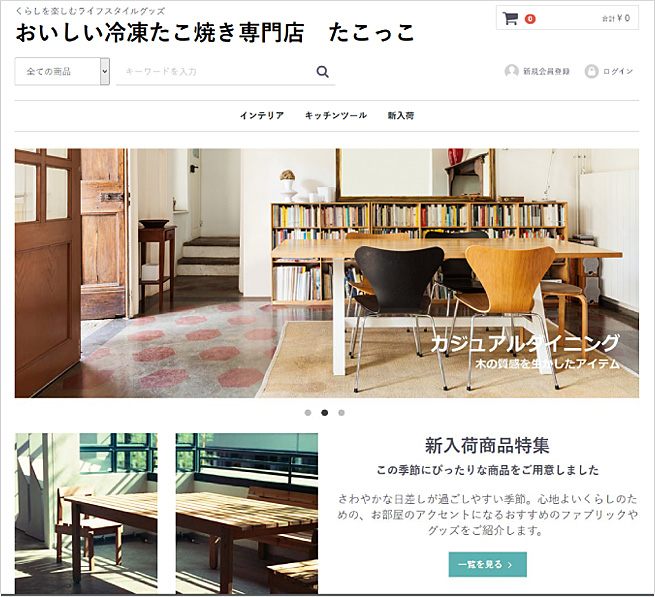 くらしを楽しむライフスタイルグッズ
おいしい冷凍たこ焼き専門店　たこっこ
0
合計 ¥ 0
全ての商品
キーワードを入力
新規会員登録
ログイン
インテリア　キッチンツール　新入荷
カジュアルダイニング
木の質感を生かしたアイテム
新入荷商品特集
この季節にぴったりな商品をご用意しました
さわやかな日差しが過ごしやすい季節。心地よいくらしのた
めの、お部屋のアクセントになるおすすめのファブリックや
グッズをご紹介します。
一覧を見る